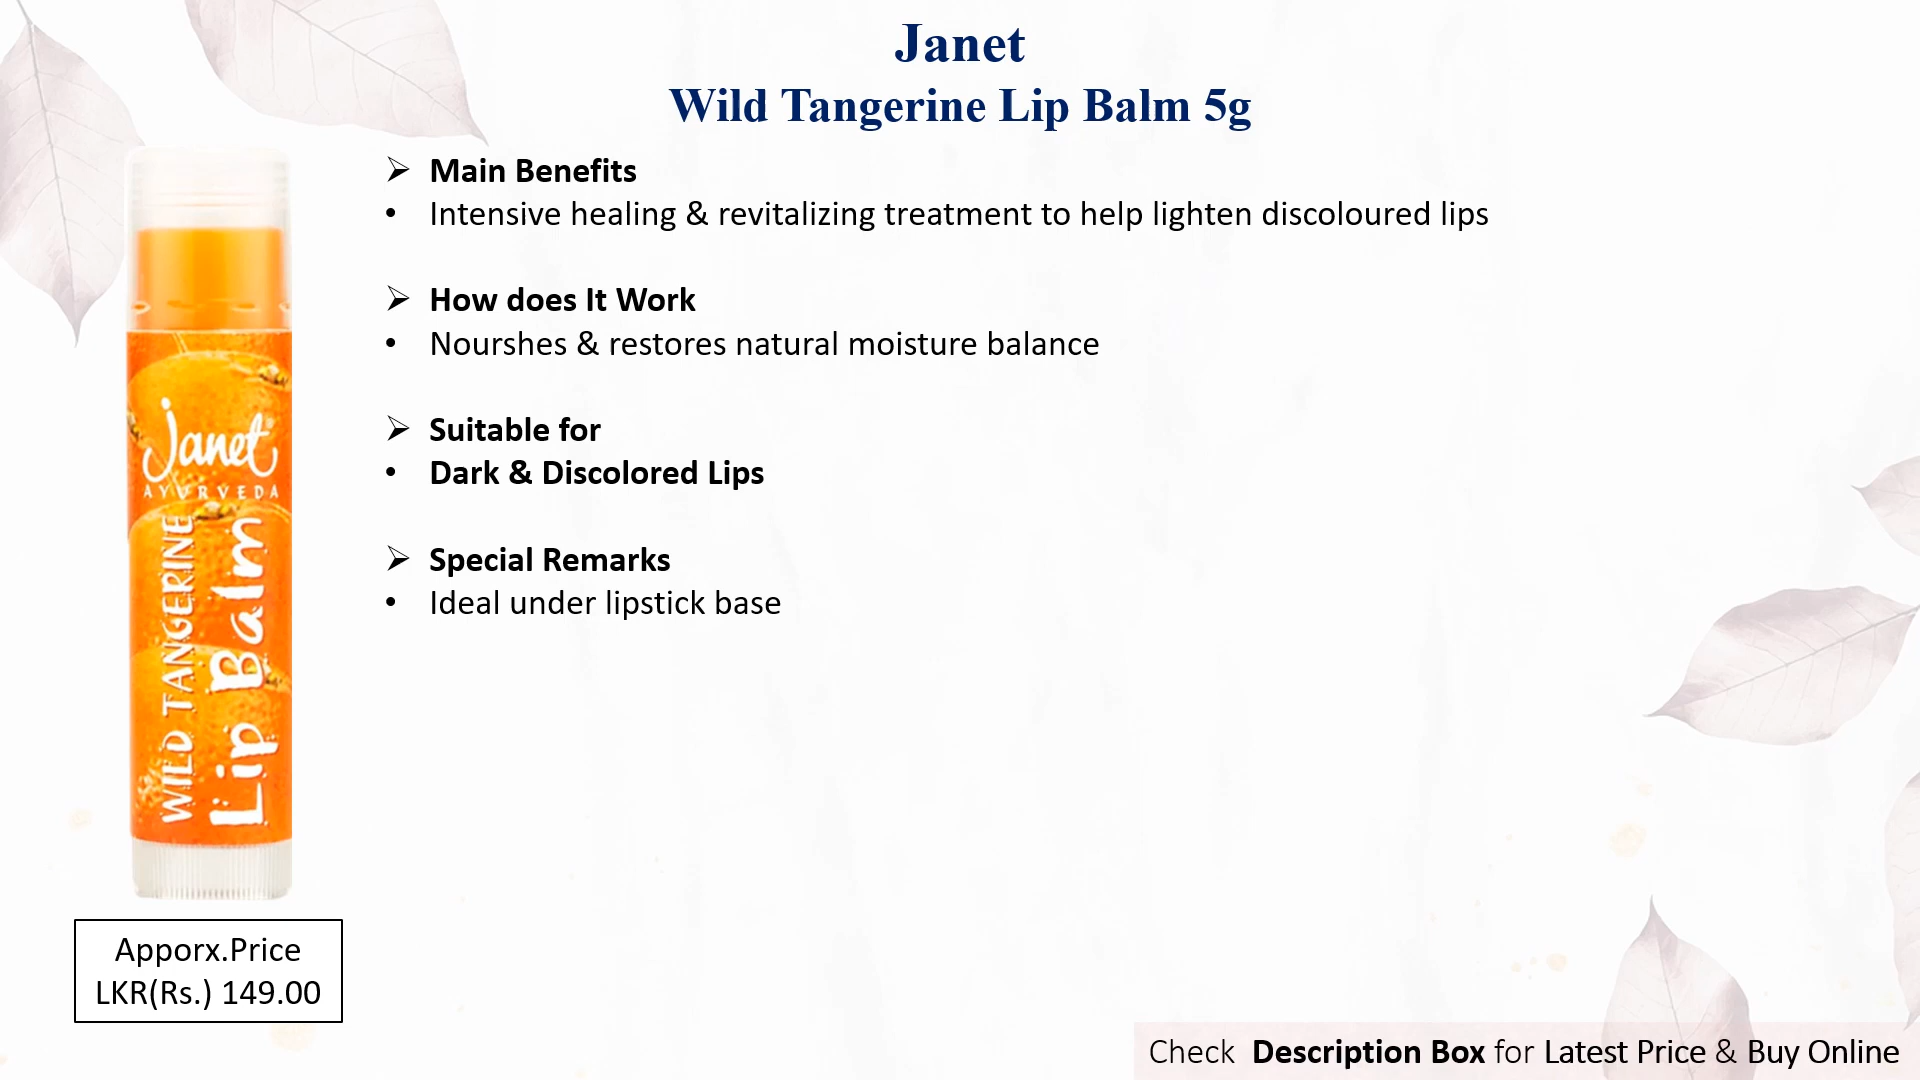 Janet
Wild Tangerine Lip Balm 5g
➢ Main Benefits
• Intensive healing & revitalizing treatment to help lighten discoloured lips
➢ How does It Work
• Nourshes & restores natural moisture balance
➢ Suitable for
• Dark & Discolored Lips
➢ Special Remarks
• Ideal under lipstick base
Janet
AYURVEDA
WILD TANGERINE
Lip Balm
Apporx.Price
LKR(Rs.) 149.00
Check Description Box for Latest Price & Buy Online